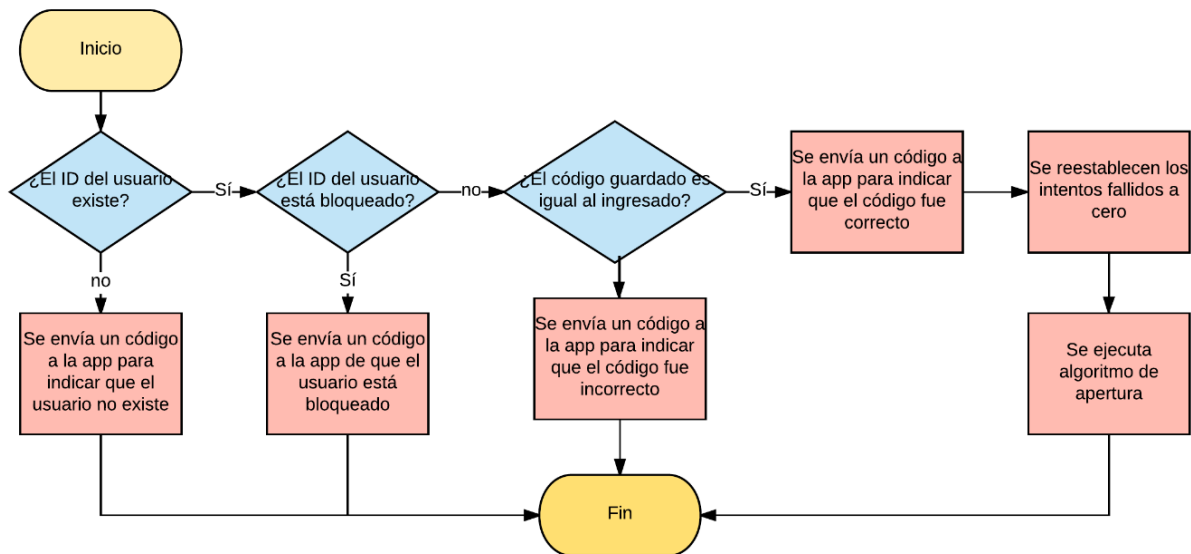 Inicio
¿El ID del usuario
existe?
Sí
¿El ID del usuario
está bloqueado?
no
¿El código guardado es
igual al ingresado?
Sí
Se envía un código a
la app para indicar
que el código fue
correcto
Se reestablecen los
intentos fallidos a
cero
no
Sí
Se envía un código
a la app para
indicar que el
usuario no existe
Se envía un código
a la app de que el
usuario está
bloqueado
Se envía un código a
la app para indicar
que el código fue
incorrecto
Se ejecuta
algoritmo de
apertura
Fin